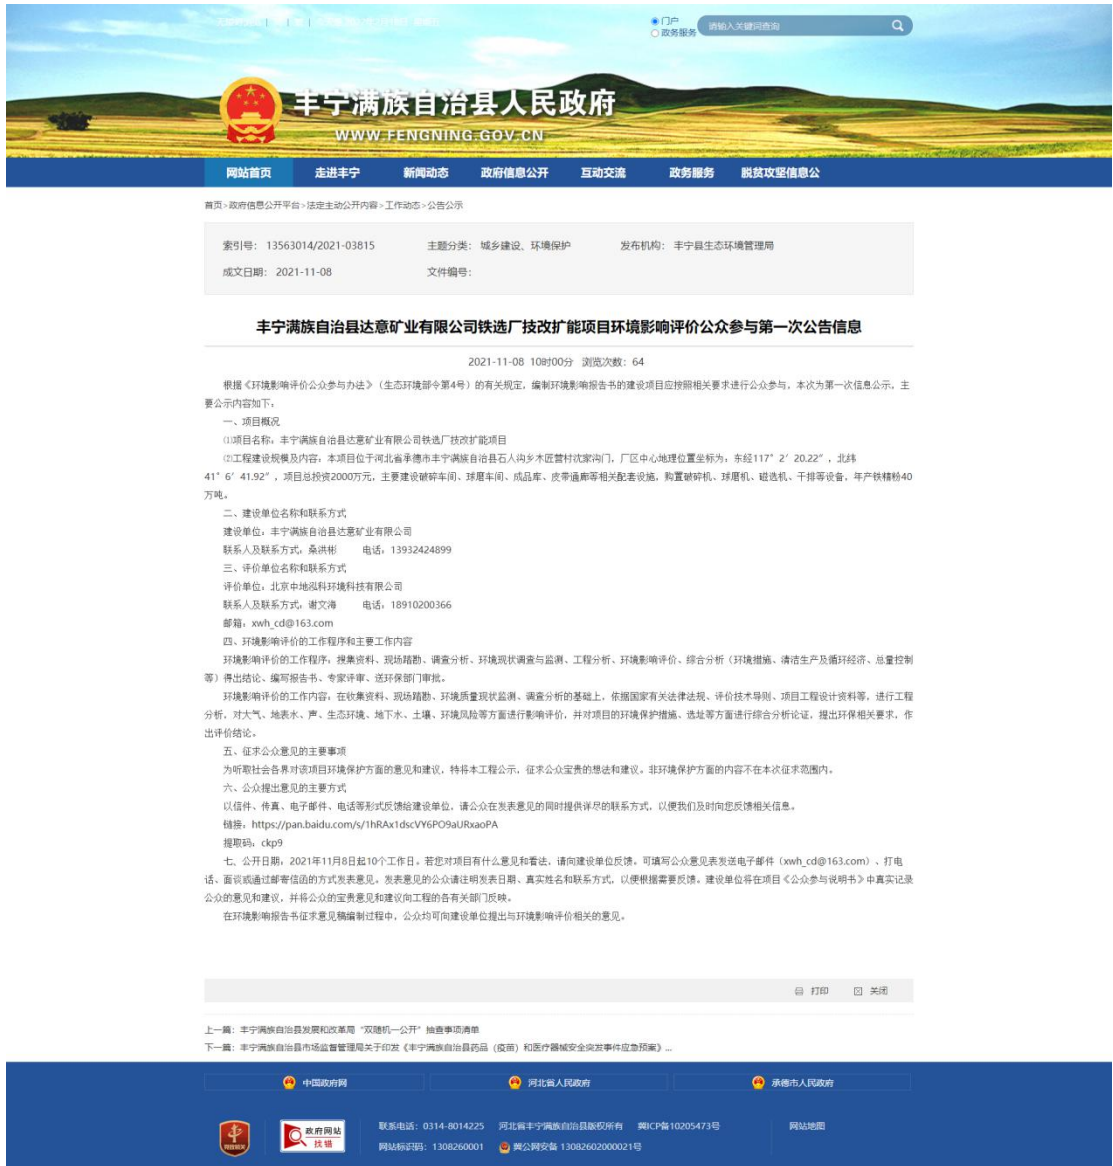 门户
政务服务
请输入关键词查询
丰宁满族自治县人民政府
WWW.FENGNING.GOV.CN
网站首页 走进丰宁 新闻动态 政府信息公开 互动交流 政务服务 脱贫攻坚信息公
首页>政府信息公开平台>法定主动公开内容>工作动态>公告公示
索引号： 13563014/2021-03815 主题分类： 城乡建设、环境保护 发布机构： 丰宁县生态环境管理局
成文日期： 2021-11-08 文件编号：
丰宁满族自治县达意矿业有限公司铁选厂技改扩能项目环境影响评价公众参与第一次公告信息
2021-11-08 10时00分 浏览次数：64
根据《环境影响评价公众参与办法》（生态环境部令第4号）的有关规定，编制环境影响报告书的建设项目应按照相关要求进行公众参与，本次为第一次信息公示，主
要公示内容如下：
一、项目概况
⑴项目名称：丰宁满族自治县达意矿业有限公司铁选厂技改扩能项目
⑵工程建设规模及内容：本项目位于河北省承德市丰宁满族自治县石人沟乡木匠营村沈家沟门，厂区中心地理位置坐标为：东经117° 2′ 20.22″，北纬
41° 6′ 41.92″，项目总投资2000万元，主要建设破碎车间、球磨车间、成品库、皮带通廊等相关配套设施，购置破碎机、球磨机、磁选机、干排等设备，年产铁精粉40
万吨。
二、建设单位名称和联系方式
建设单位：丰宁满族自治县达意矿业有限公司
联系人及联系方式：桑洪彬 电话：13932424899
三、评价单位名称和联系方式
评价单位：北京中地泓科环境科技有限公司
联系人及联系方式：谢文海 电话：18910200366
邮箱：xwh_cd@163.com
四、环境影响评价的工作程序和主要工作内容
环境影响评价的工作程序：搜集资料、现场踏勘、调查分析、环境现状调查与监测、工程分析、环境影响评价、综合分析（环境措施、清洁生产及循环经济、总量控制
等）得出结论、编写报告书、专家评审、送环保部门审批。
环境影响评价的工作内容：在收集资料、现场踏勘、环境质量现状监测、调查分析的基础上，依据国家有关法律法规、评价技术导则、项目工程设计资料等，进行工程
分析，对大气、地表水、声、生态环境、地下水、土壤、环境风险等方面进行影响评价，并对项目的环境保护措施、选址等方面进行综合分析论证，提出环保相关要求，作
出评价结论。
五、征求公众意见的主要事项
为听取社会各界对该项目环境保护方面的意见和建议，特将本工程公示，征求公众宝贵的想法和建议。非环境保护方面的内容不在本次征求范围内。
六、公众提出意见的主要方式
以信件、传真、电子邮件、电话等形式反馈给建设单位，请公众在发表意见的同时提供详尽的联系方式，以便我们及时向您反馈相关信息。
链接：https://pan.baidu.com/s/1hRAx1dscVY6PO9aURxaoPA
提取码：ckp9
七、公开日期：2021年11月8日起10个工作日。若您对项目有什么意见和看法，请向建设单位反馈。可填写公众意见表发送电子邮件（xwh_cd@163.com）、打电
话、面谈或通过邮寄信函的方式发表意见。发表意见的公众请注明发表日期、真实姓名和联系方式，以便根据需要反馈。建设单位将在项目《公众参与说明书》中真实记录
公众的意见和建议，并将公众的宝贵意见和建议向工程的各有关部门反映。
在环境影响报告书征求意见稿编制过程中，公众均可向建设单位提出与环境影响评价相关的意见。
打印 关闭
上一篇：丰宁满族自治县发展和改革局“双随机一公开”抽查事项清单
下一篇：丰宁满族自治县市场监督管理局关于印发《丰宁满族自治县药品（疫苗）和医疗器械安全突发事件应急预案》...
中国政府网 河北省人民政府 承德市人民政府
政府网站
找错
联系电话：0314-8014225 河北省丰宁满族自治县版权所有 冀ICP备10205473号 网站地图
网站标识码：1308260001 冀公网安备 13082602000021号